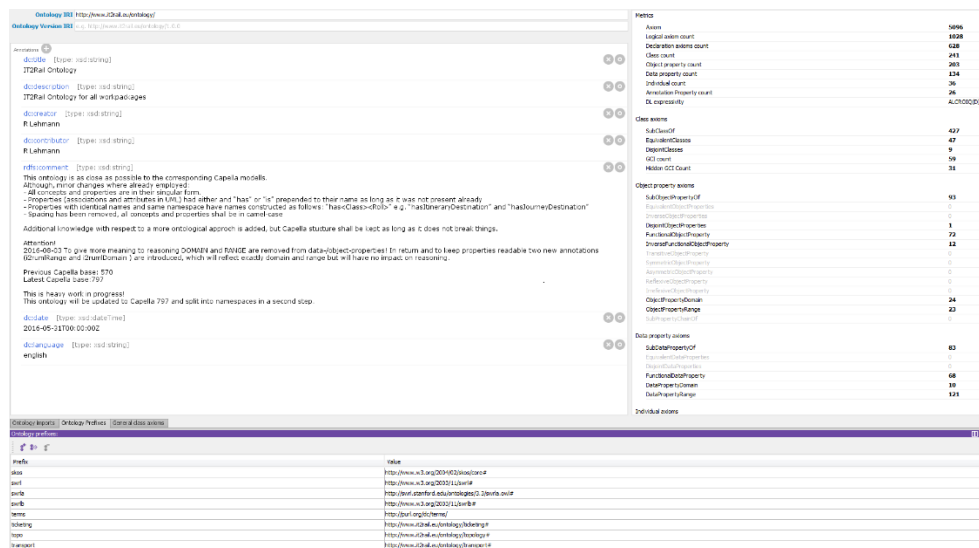 Ontology IRI http://www.it2rail.eu/ontology/
Ontology Version IRI e.g. http://www.it2rail.eu/ontology/1.0.0
Annotations
dc:title [type: xsd:string]
IT2Rail Ontology
dc:description [type: xsd:string]
IT2Rail Ontology for all workpackages
dc:creator [type: xsd:string]
R Lehmann
dc:contributor [type: xsd:string]
R Lehmann
rdfs:comment [type: xsd:string]
This ontology is as close as possible to the corresponding Capella modells.
Although, minor changes where already employed:
- All concepts and properties are in their singular form.
- Properties (associations and attributes in UML) had either and "has" or "is" prepended to their name as long as it was not present already
- Properties with identical names and same namespace have names constructed as follows: "has<Class><Roll>" e.g. "hasItineraryDestination" and "hasJourneyDestination"
- Spacing has been removed, all concepts and properties shall be in camel-case
Additional knowledge with respect to a more ontological approch is added, but Capella stucture shall be kept as long as it does not break things.
Attention!
2016-08-03 To give more meaning to reasoning DOMAIN and RANGE are removed from data-/object-properties! In return and to keep properties readable two new annotations
(i2rumlRange and i2rumlDomain ) are introduced, which will reflect exactly domain and range but will have no impact on reasoning.
Previous Capella base: 570
Latest Capella base:797
This is heavy work in progress!
This ontology will be updated to Capella 797 and split into namespaces in a second step.
dc:date [type: xsd:dateTime]
2016-05-31T00:00:00Z
dc:language [type: xsd:string]
english
Metrics
Axiom 5096
Logical axiom count 1028
Declaration axioms count 628
Class count 241
Object property count 203
Data property count 134
Individual count 36
Annotation Property count 26
DL expressivity ALCROIQ(D)
Class axioms
SubClassOf 427
EquivalentClasses 47
DisjointClasses 9
GCI count 59
Hidden GCI Count 31
Object property axioms
SubObjectPropertyOf 93
EquivalentObjectProperties 0
InverseObjectProperties 0
DisjointObjectProperties 1
FunctionalObjectProperty 72
InverseFunctionalObjectProperty 12
TransitiveObjectProperty 0
SymmetricObjectProperty 0
AsymmetricObjectProperty 0
ReflexiveObjectProperty 0
IrreflexiveObjectProperty 0
ObjectPropertyDomain 24
ObjectPropertyRange 23
SubPropertyChainOf 0
Data property axioms
SubDataPropertyOf 83
EquivalentDataProperties 0
DisjointDataProperties 0
FunctionalDataProperty 68
DataPropertyDomain 10
DataPropertyRange 121
Individual axioms
Ontology imports Ontology Prefixes General class axioms
Ontology prefixes:
Prefix Value
skos http://www.w3.org/2004/02/skos/core#
swrl http://www.w3.org/2003/11/swrl#
swrla http://swrl.stanford.edu/ontologies/3.3/swrla.owl#
swrlb http://www.w3.org/2003/11/swrlb#
terms http://purl.org/dc/terms/
ticketing http://www.it2rail.eu/ontology/ticketing#
topo http://www.it2rail.eu/ontology/topology#
transport http://www.it2rail.eu/ontology/transport#